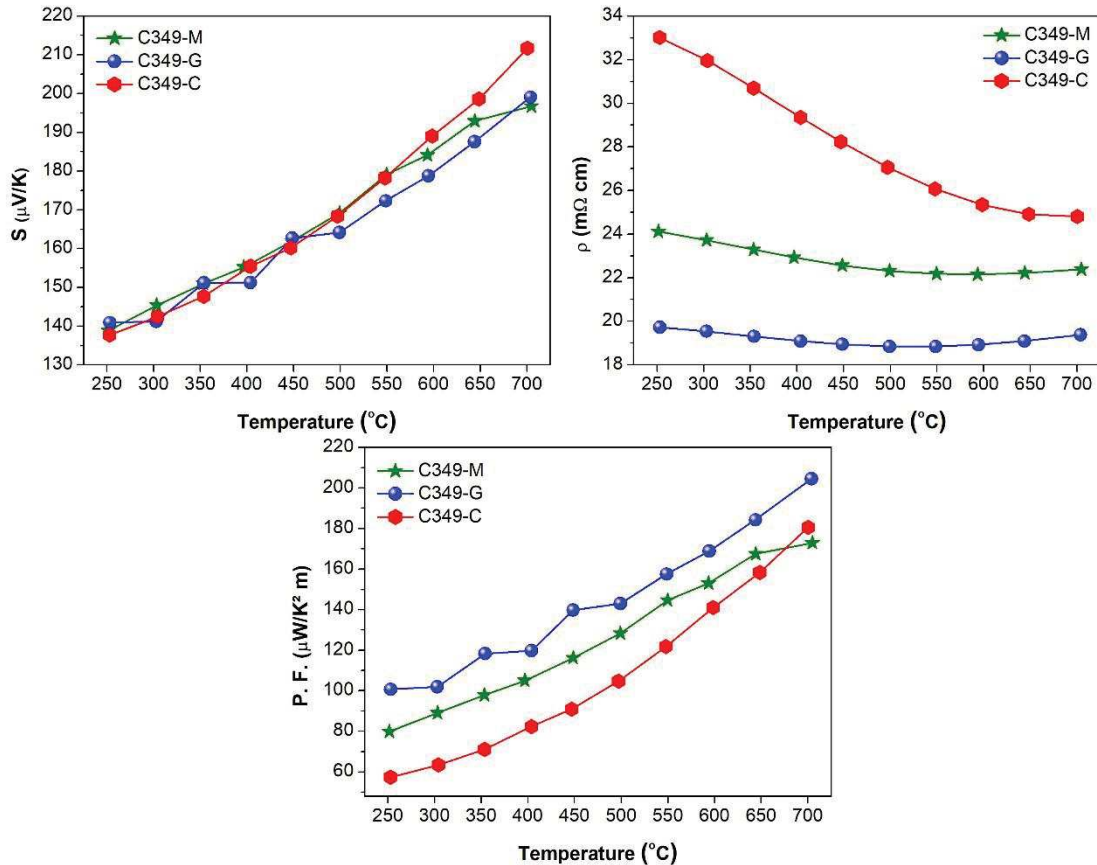 220
210
200
190
180
170
160
150
140
130
S (μV/K)
C349-M
C349-G
C349-C
250 300 350 400 450 500 550 600 650 700
Temperature (°C)
34
32
30
28
26
24
22
20
18
ρ (mΩ cm)
C349-M
C349-G
C349-C
250 300 350 400 450 500 550 600 650 700
Temperature (°C)
220
200
180
160
140
120
100
80
60
P. F. (μW/K² m)
C349-M
C349-G
C349-C
250 300 350 400 450 500 550 600 650 700
Temperature (°C)